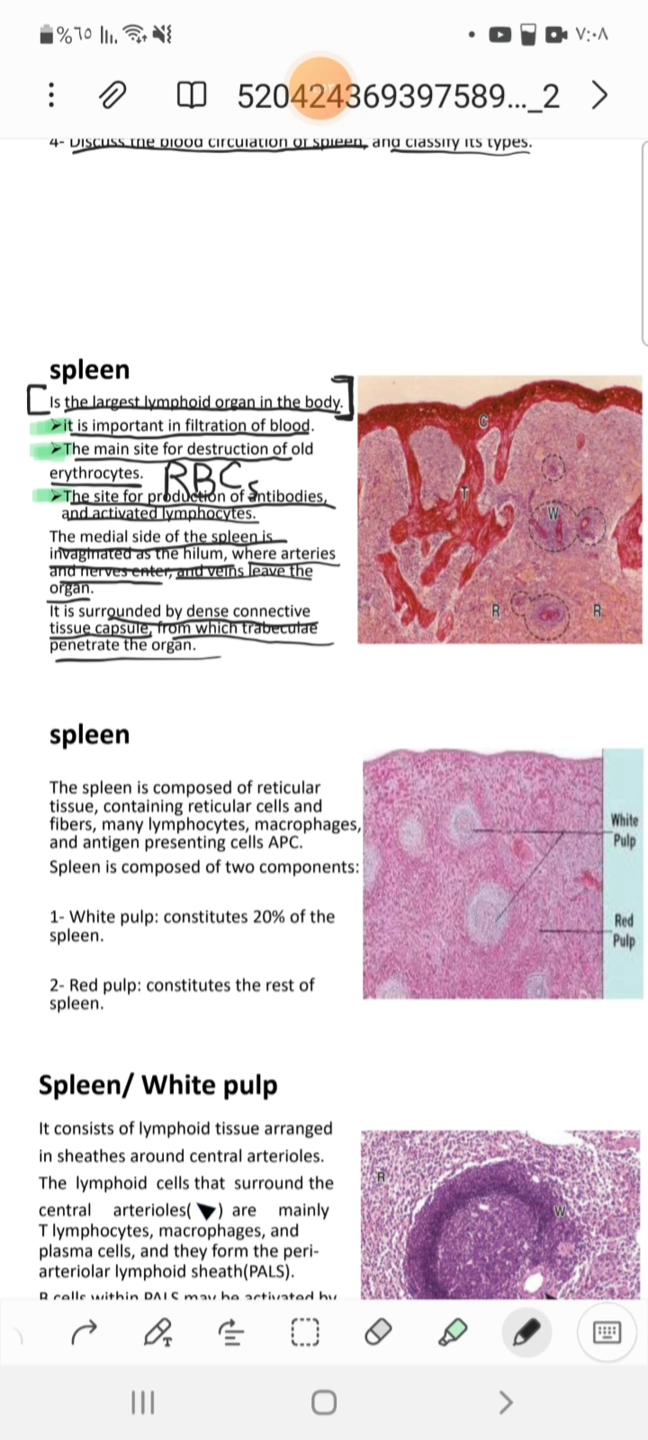 %70
V:٠٨
520424369397589..._2
4- Discuss the blood circulation of spleen, and classify its types.
spleen
Is the largest lymphoid organ in the body.
➢it is important in filtration of blood.
➢The main site for destruction of old
erythrocytes.
RBCs
➢The site for production of antibodies,
and activated lymphocytes.
The medial side of the spleen is
invaginated as the hilum, where arteries
and nerves enter, and veins leave the
organ.
It is surrounded by dense connective
tissue capsule, from which trabeculae
penetrate the organ.
C
T
W
R
R
spleen
The spleen is composed of reticular
tissue, containing reticular cells and
fibers, many lymphocytes, macrophages,
and antigen presenting cells APC.
Spleen is composed of two components:
1- White pulp: constitutes 20% of the
spleen.
2- Red pulp: constitutes the rest of
spleen.
White
Pulp
Red
Pulp
Spleen/ White pulp
It consists of lymphoid tissue arranged
in sheathes around central arterioles.
The lymphoid cells that surround the
central arterioles( ) are mainly
T lymphocytes, macrophages, and
plasma cells, and they form the peri-
arteriolar lymphoid sheath(PALS).
B cells within PALS may be activated by
R
W